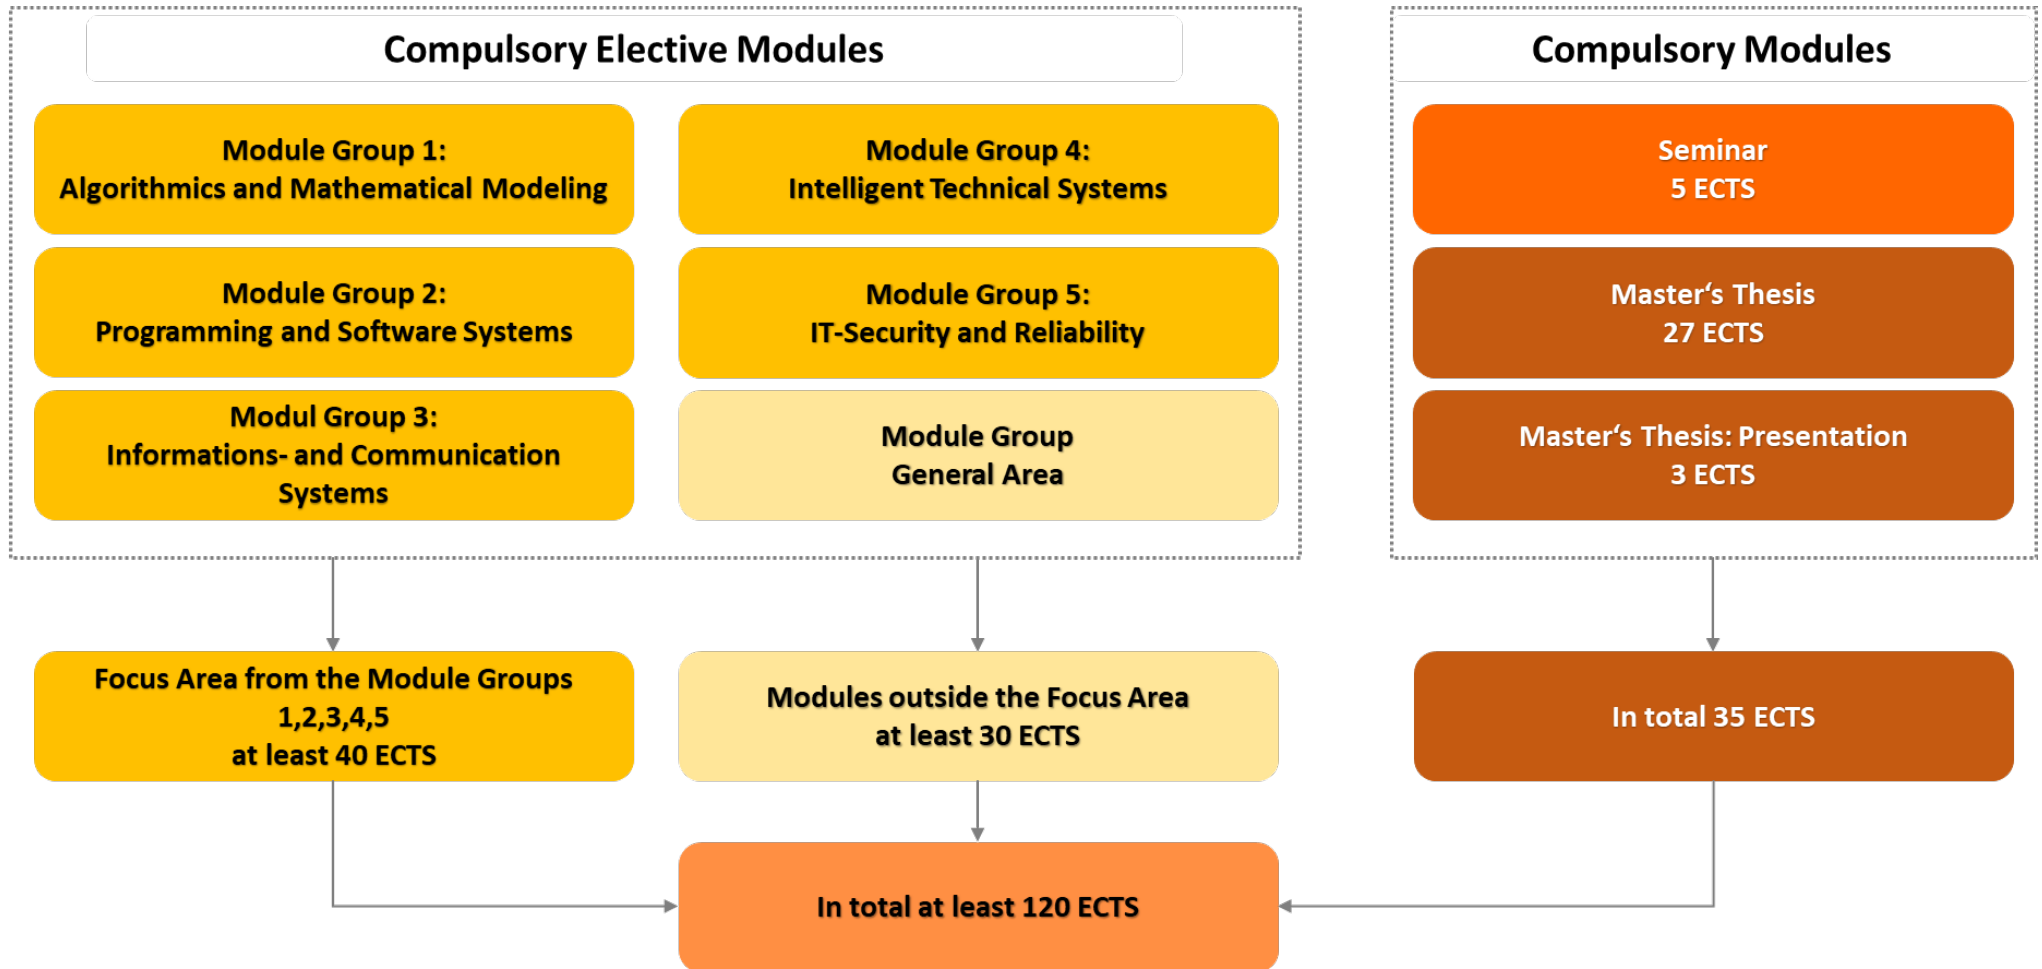 Compulsory Elective Modules
Module Group 1:
Algorithmics and Mathematical Modeling
Module Group 2:
Programming and Software Systems
Modul Group 3:
Informations- and Communication
Systems
Module Group 4:
Intelligent Technical Systems
Module Group 5:
IT-Security and Reliability
Module Group
General Area
Compulsory Modules
Seminar
5 ECTS
Master‘s Thesis
27 ECTS
Master‘s Thesis: Presentation
3 ECTS
Focus Area from the Module Groups
1,2,3,4,5
at least 40 ECTS
Modules outside the Focus Area
at least 30 ECTS
In total 35 ECTS
In total at least 120 ECTS